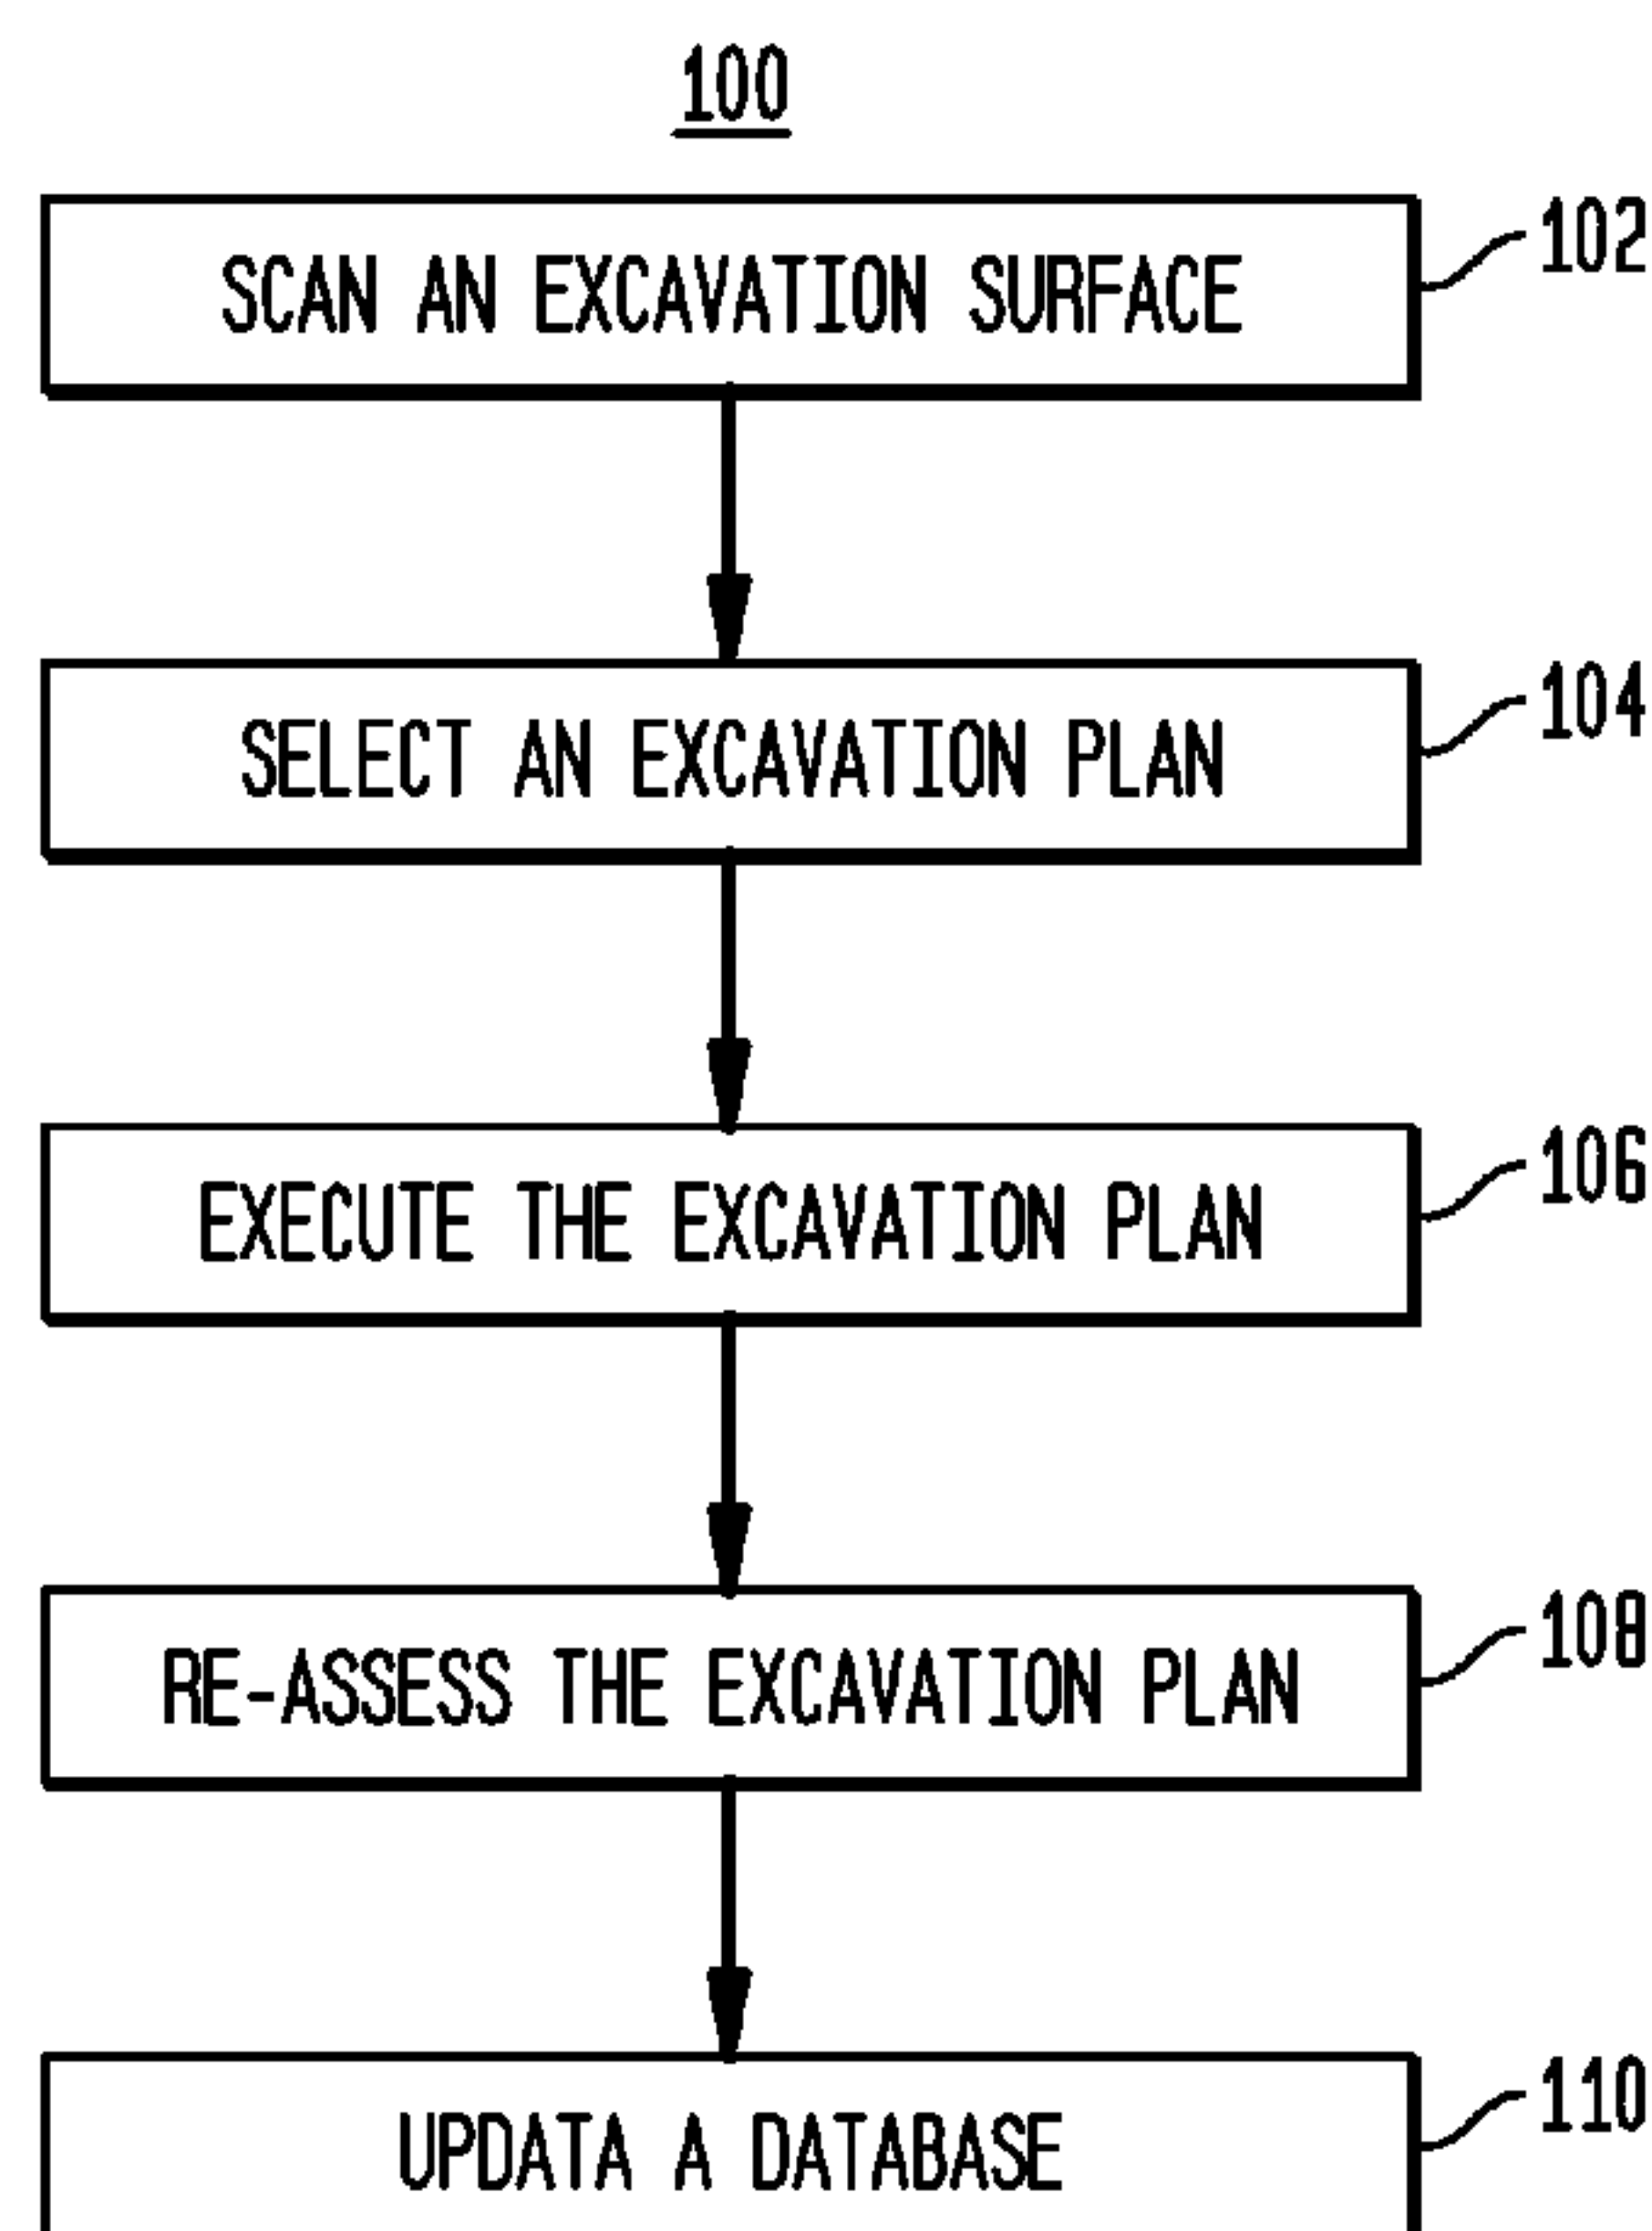 100
SCAN AN EXCAVATION SURFACE
102
SELECT AN EXCAVATION PLAN
104
EXECUTE THE EXCAVATION PLAN
106
RE-ASSESS THE EXCAVATION PLAN
108
UPDATA A DATABASE
110